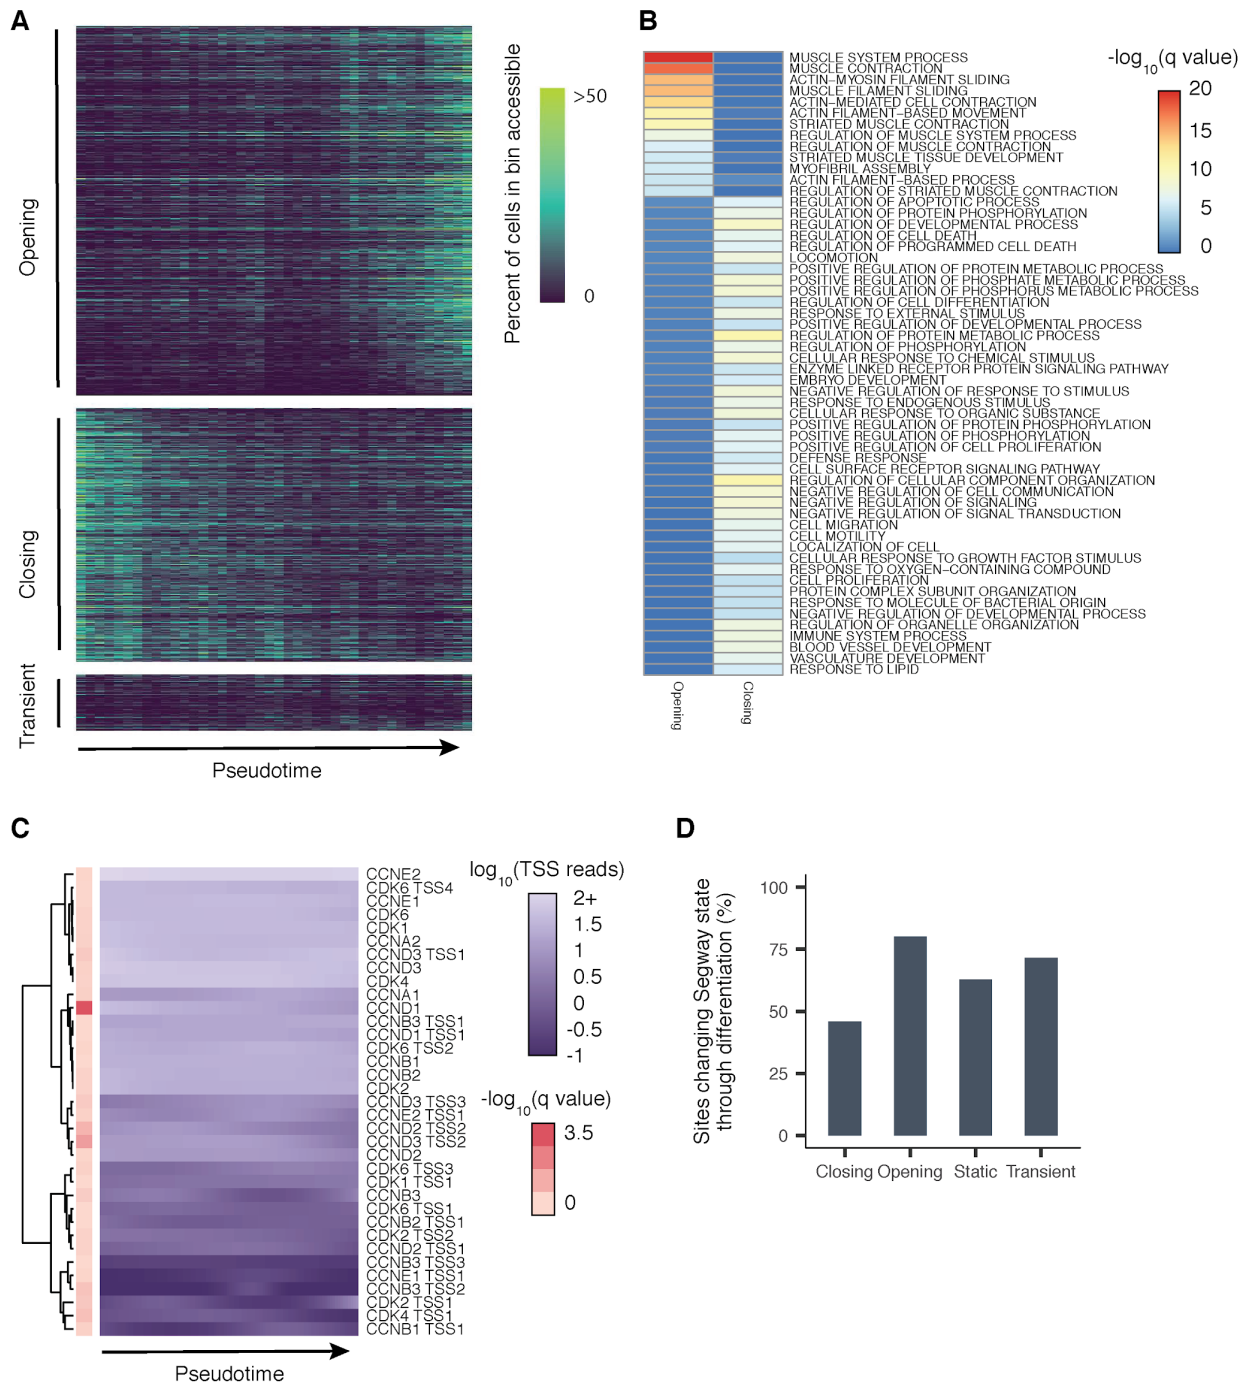 A
Opening
Closing
Transient
Pseudotime
Percent of cells in bin accessible
>50
0
B
MUSCLE SYSTEM PROCESS
MUSCLE CONTRACTION
ACTIN−MYOSIN FILAMENT SLIDING
MUSCLE FILAMENT SLIDING
ACTIN−MEDIATED CELL CONTRACTION
ACTIN FILAMENT−BASED MOVEMENT
STRIATED MUSCLE CONTRACTION
REGULATION OF MUSCLE SYSTEM PROCESS
REGULATION OF MUSCLE CONTRACTION
STRIATED MUSCLE TISSUE DEVELOPMENT
MYOFIBRIL ASSEMBLY
ACTIN FILAMENT−BASED PROCESS
REGULATION OF STRIATED MUSCLE CONTRACTION
REGULATION OF APOPTOTIC PROCESS
REGULATION OF PROTEIN PHOSPHORYLATION
REGULATION OF DEVELOPMENTAL PROCESS
REGULATION OF CELL DEATH
REGULATION OF PROGRAMMED CELL DEATH
LOCOMOTION
POSITIVE REGULATION OF PROTEIN METABOLIC PROCESS
POSITIVE REGULATION OF PHOSPHATE METABOLIC PROCESS
POSITIVE REGULATION OF PHOSPHORUS METABOLIC PROCESS
REGULATION OF CELL DIFFERENTIATION
RESPONSE TO EXTERNAL STIMULUS
POSITIVE REGULATION OF DEVELOPMENTAL PROCESS
REGULATION OF PROTEIN METABOLIC PROCESS
REGULATION OF PHOSPHORYLATION
CELLULAR RESPONSE TO CHEMICAL STIMULUS
ENZYME LINKED RECEPTOR PROTEIN SIGNALING PATHWAY
EMBRYO DEVELOPMENT
NEGATIVE REGULATION OF RESPONSE TO STIMULUS
RESPONSE TO ENDOGENOUS STIMULUS
CELLULAR RESPONSE TO ORGANIC SUBSTANCE
POSITIVE REGULATION OF PROTEIN PHOSPHORYLATION
POSITIVE REGULATION OF PHOSPHORYLATION
POSITIVE REGULATION OF CELL PROLIFERATION
DEFENSE RESPONSE
CELL SURFACE RECEPTOR SIGNALING PATHWAY
REGULATION OF CELLULAR COMPONENT ORGANIZATION
NEGATIVE REGULATION OF CELL COMMUNICATION
NEGATIVE REGULATION OF SIGNALING
NEGATIVE REGULATION OF SIGNAL TRANSDUCTION
CELL MIGRATION
CELL MOTILITY
LOCALIZATION OF CELL
CELLULAR RESPONSE TO GROWTH FACTOR STIMULUS
RESPONSE TO OXYGEN−CONTAINING COMPOUND
CELL PROLIFERATION
PROTEIN COMPLEX SUBUNIT ORGANIZATION
RESPONSE TO MOLECULE OF BACTERIAL ORIGIN
NEGATIVE REGULATION OF DEVELOPMENTAL PROCESS
REGULATION OF ORGANELLE ORGANIZATION
IMMUNE SYSTEM PROCESS
BLOOD VESSEL DEVELOPMENT
VASCULATURE DEVELOPMENT
RESPONSE TO LIPID
Opening
Closing
-log10(q value)
20
15
10
5
0
C
CCNE2
CDK6 TSS4
CCNE1
CDK6
CDK1
CCNA2
CCND3 TSS1
CCND3
CDK4
CCNA1
CCND1
CCNB3 TSS1
CCND1 TSS1
CDK6 TSS2
CCNB1
CCNB2
CDK2
CCND3 TSS3
CCNE2 TSS1
CCND2 TSS2
CCND3 TSS2
CCND2
CDK6 TSS3
CDK1 TSS1
CCNB3
CDK6 TSS1
CCNB2 TSS1
CDK2 TSS2
CCND2 TSS1
CCNB3 TSS3
CCNE1 TSS1
CCNB3 TSS2
CDK2 TSS1
CDK4 TSS1
CCNB1 TSS1
Pseudotime
log10(TSS reads)
2+
1.5
1
0.5
0
-0.5
-1
-log10(q value)
3.5
0
D
Sites changing Segway state
through differentiation (%)
100
75
50
25
0
Closing Opening Static Transient